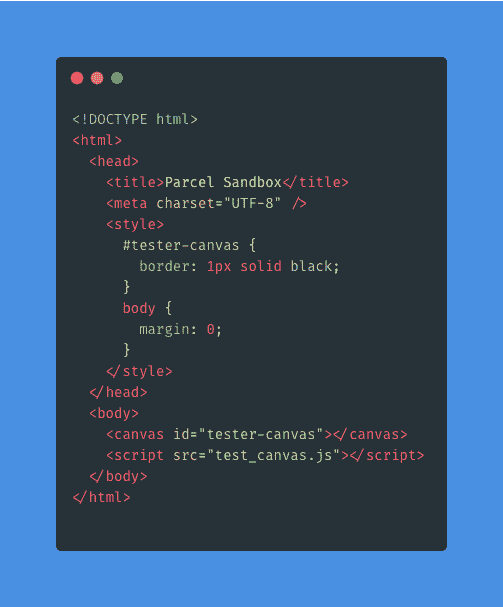 <!DOCTYPE html>
<html>
<head>
<title>Parcel Sandbox</title>
<meta charset="UTF-8" />
<style>
#tester-canvas {
border: 1px solid black;
}
body {
margin: 0;
}
</style>
</head>
<body>
<canvas id="tester-canvas"></canvas>
<script src="test_canvas.js"></script>
</body>
</html>